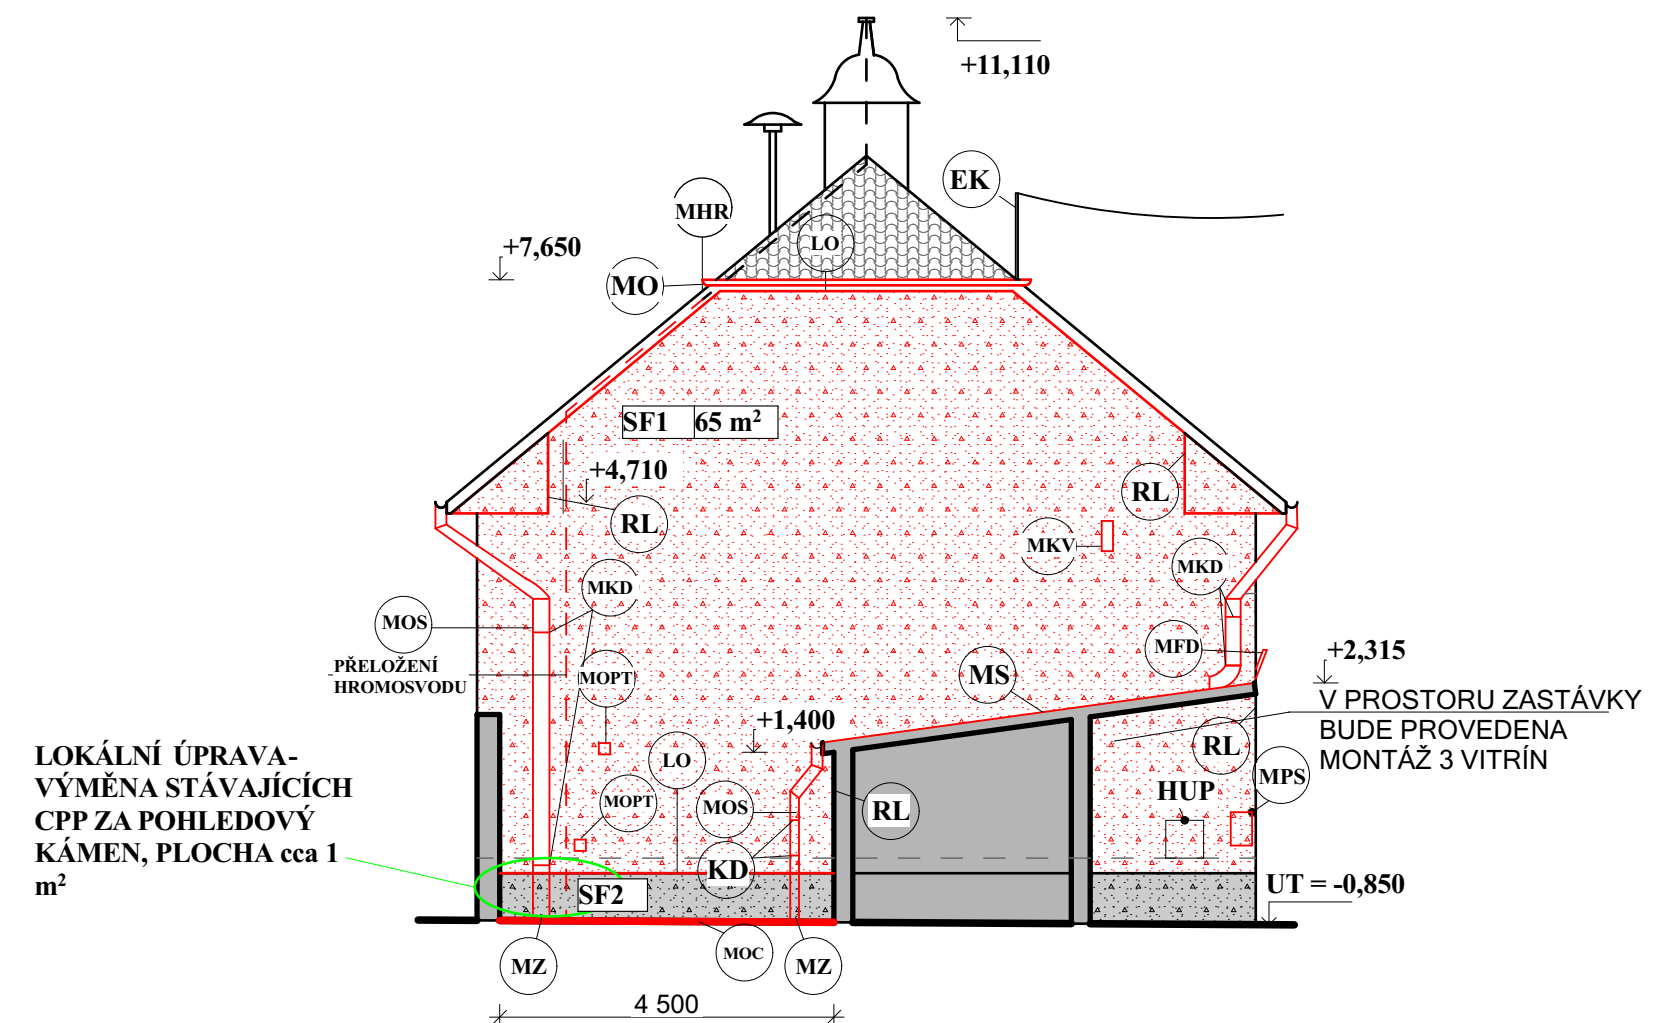 +11,110
EK
MHR
LO
+7,650
MO
SF1 65 m²
+4,710
RL
RL
MKV
MKD
MKD
MOS
MFD
+2,315
PŘELOŽENÍ
HROMOSVODU
MOPT
MS
V PROSTORU ZASTÁVKY
BUDE PROVEDENA
MONTÁŽ 3 VITRÍN
+1,400
RL
LOKÁLNÍ ÚPRAVA-
VÝMĚNA STÁVAJÍCÍCH
CPP ZA POHLEDOVÝ
KÁMEN, PLOCHA cca 1
m²
LO
MPS
HUP
MOPT
MOS
RL
KD
SF2
UT = -0,850
MZ
MOC
MZ
4 500